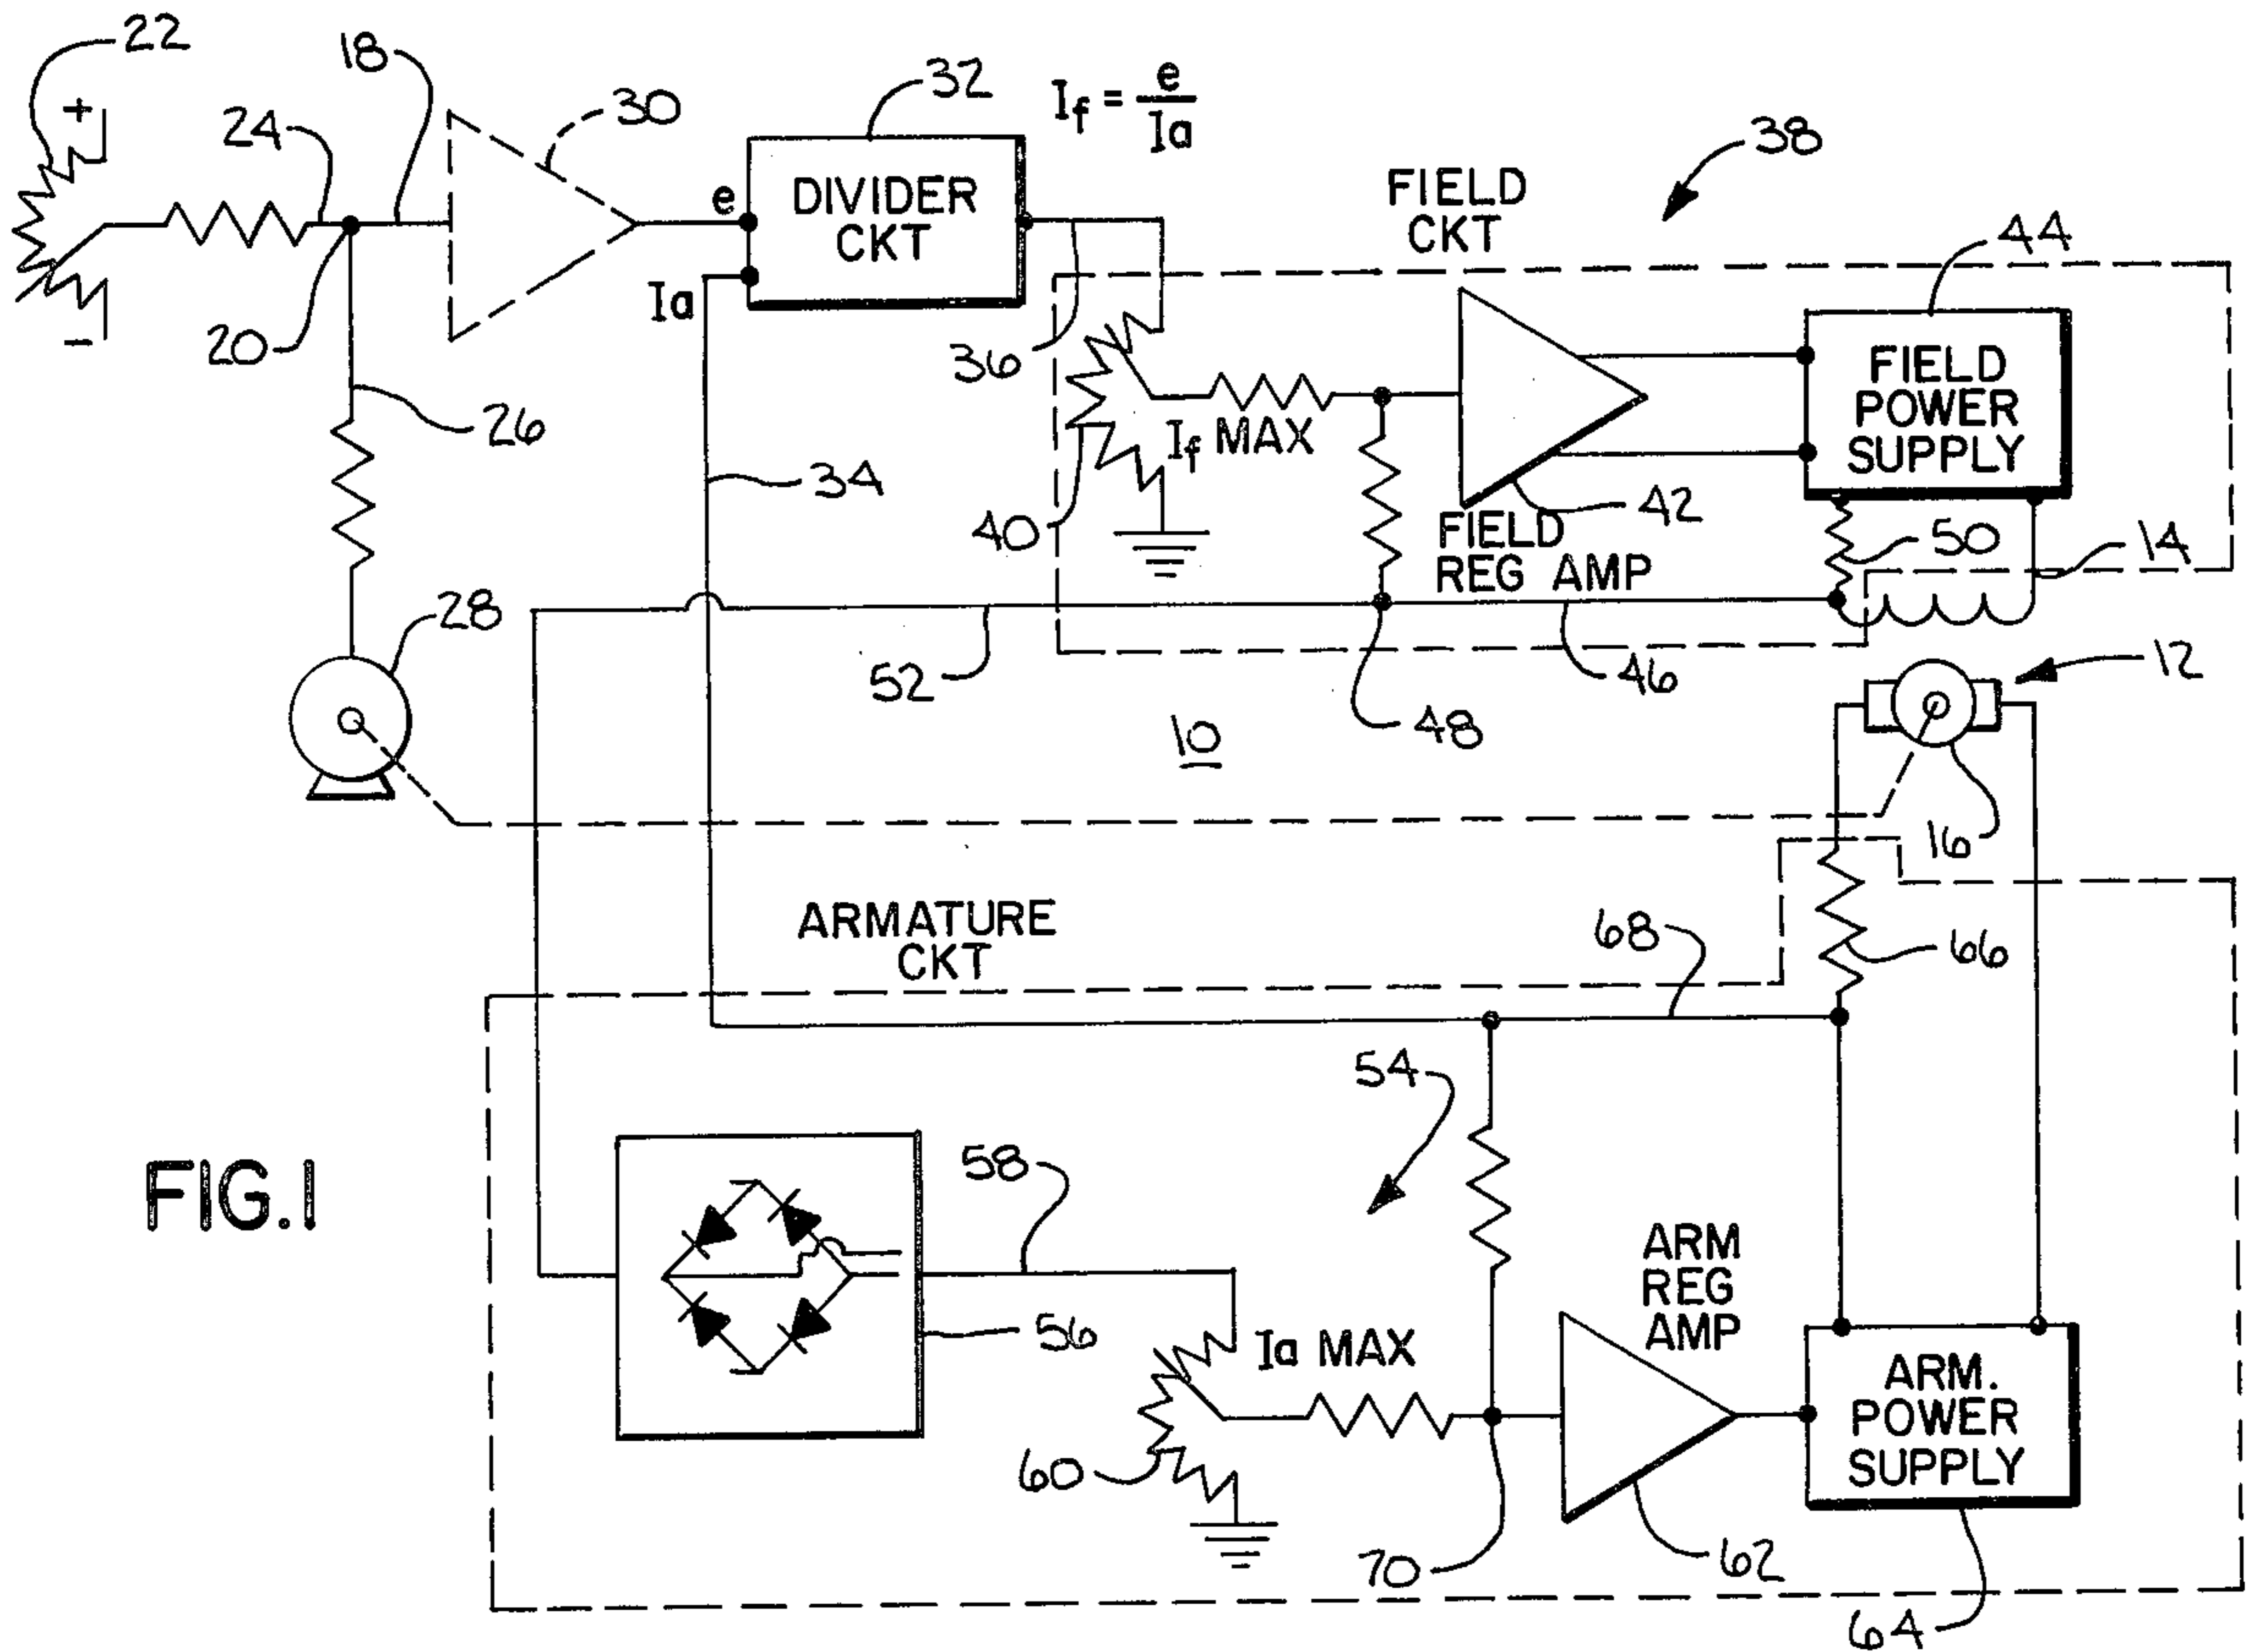 22
18
32
If = e / Ia
+
24
30
38
e
DIVIDER
CKT
FIELD
CKT
44
Ia
20
-
36
FIELD
POWER
SUPPLY
26
If MAX
34
40
42
FIELD
REG AMP
50
14
28
52
46
12
48
10
16
ARMATURE
CKT
68
66
54
FIG.1
58
ARM
REG
AMP
56
Ia MAX
ARM.
POWER
SUPPLY
60
70
62
64